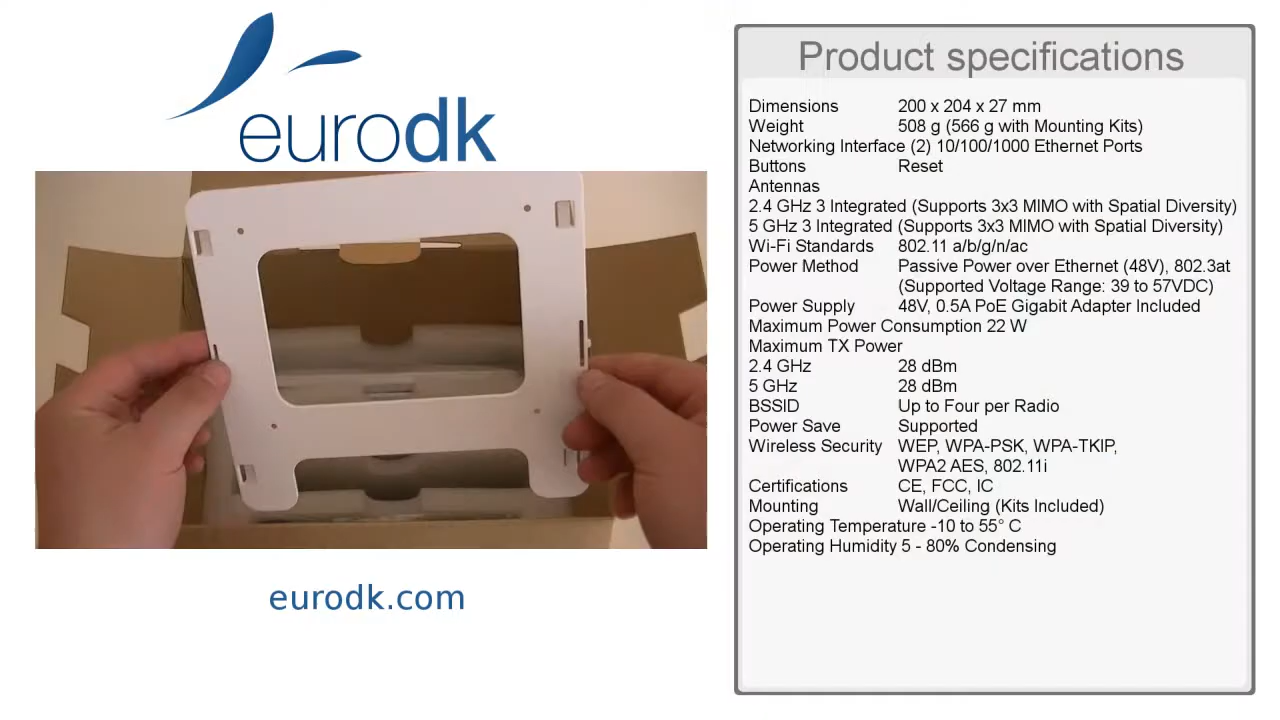 eurodk
eurodk.com
Product specifications
Dimensions 200 x 204 x 27 mm
Weight 508 g (566 g with Mounting Kits)
Networking Interface (2) 10/100/1000 Ethernet Ports
Buttons Reset
Antennas
2.4 GHz 3 Integrated (Supports 3x3 MIMO with Spatial Diversity)
5 GHz 3 Integrated (Supports 3x3 MIMO with Spatial Diversity)
Wi-Fi Standards 802.11 a/b/g/n/ac
Power Method Passive Power over Ethernet (48V), 802.3at
(Supported Voltage Range: 39 to 57VDC)
Power Supply 48V, 0.5A PoE Gigabit Adapter Included
Maximum Power Consumption 22 W
Maximum TX Power
2.4 GHz 28 dBm
5 GHz 28 dBm
BSSID Up to Four per Radio
Power Save Supported
Wireless Security WEP, WPA-PSK, WPA-TKIP,
WPA2 AES, 802.11i
Certifications CE, FCC, IC
Mounting Wall/Ceiling (Kits Included)
Operating Temperature -10 to 55° C
Operating Humidity 5 - 80% Condensing